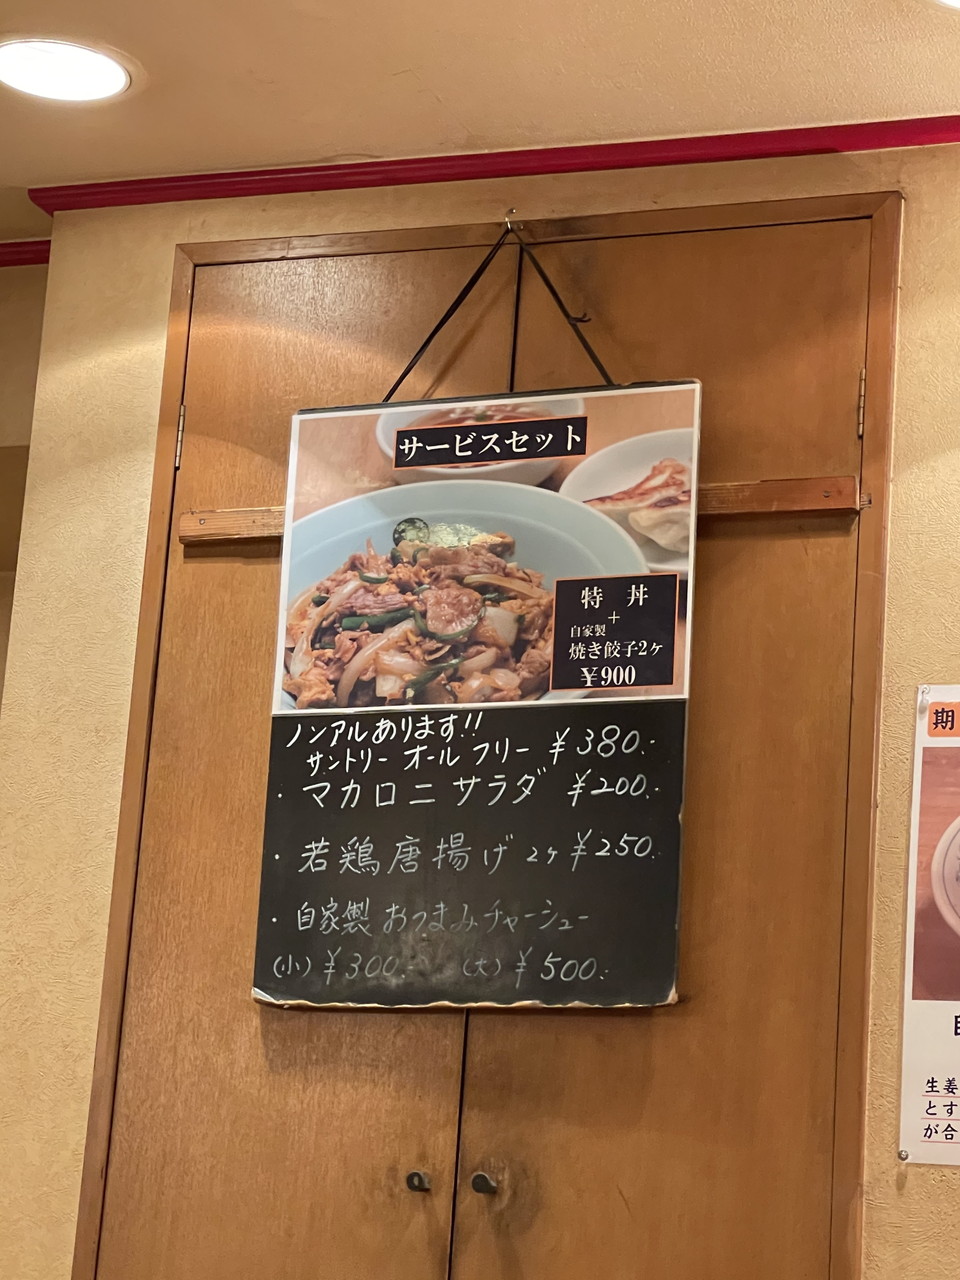 サービスセット
特 丼
+
自家製
焼き餃子2ヶ
¥900
ノンアルあります!!
サントリー オールフリー ¥380.-
・マカロニサラダ ¥200.-
・若鶏唐揚げ 2ヶ ¥250.-
・自家製おつまみチャーシュー
(小) ¥300.- (大) ¥500.-
期
生姜
とす
が合